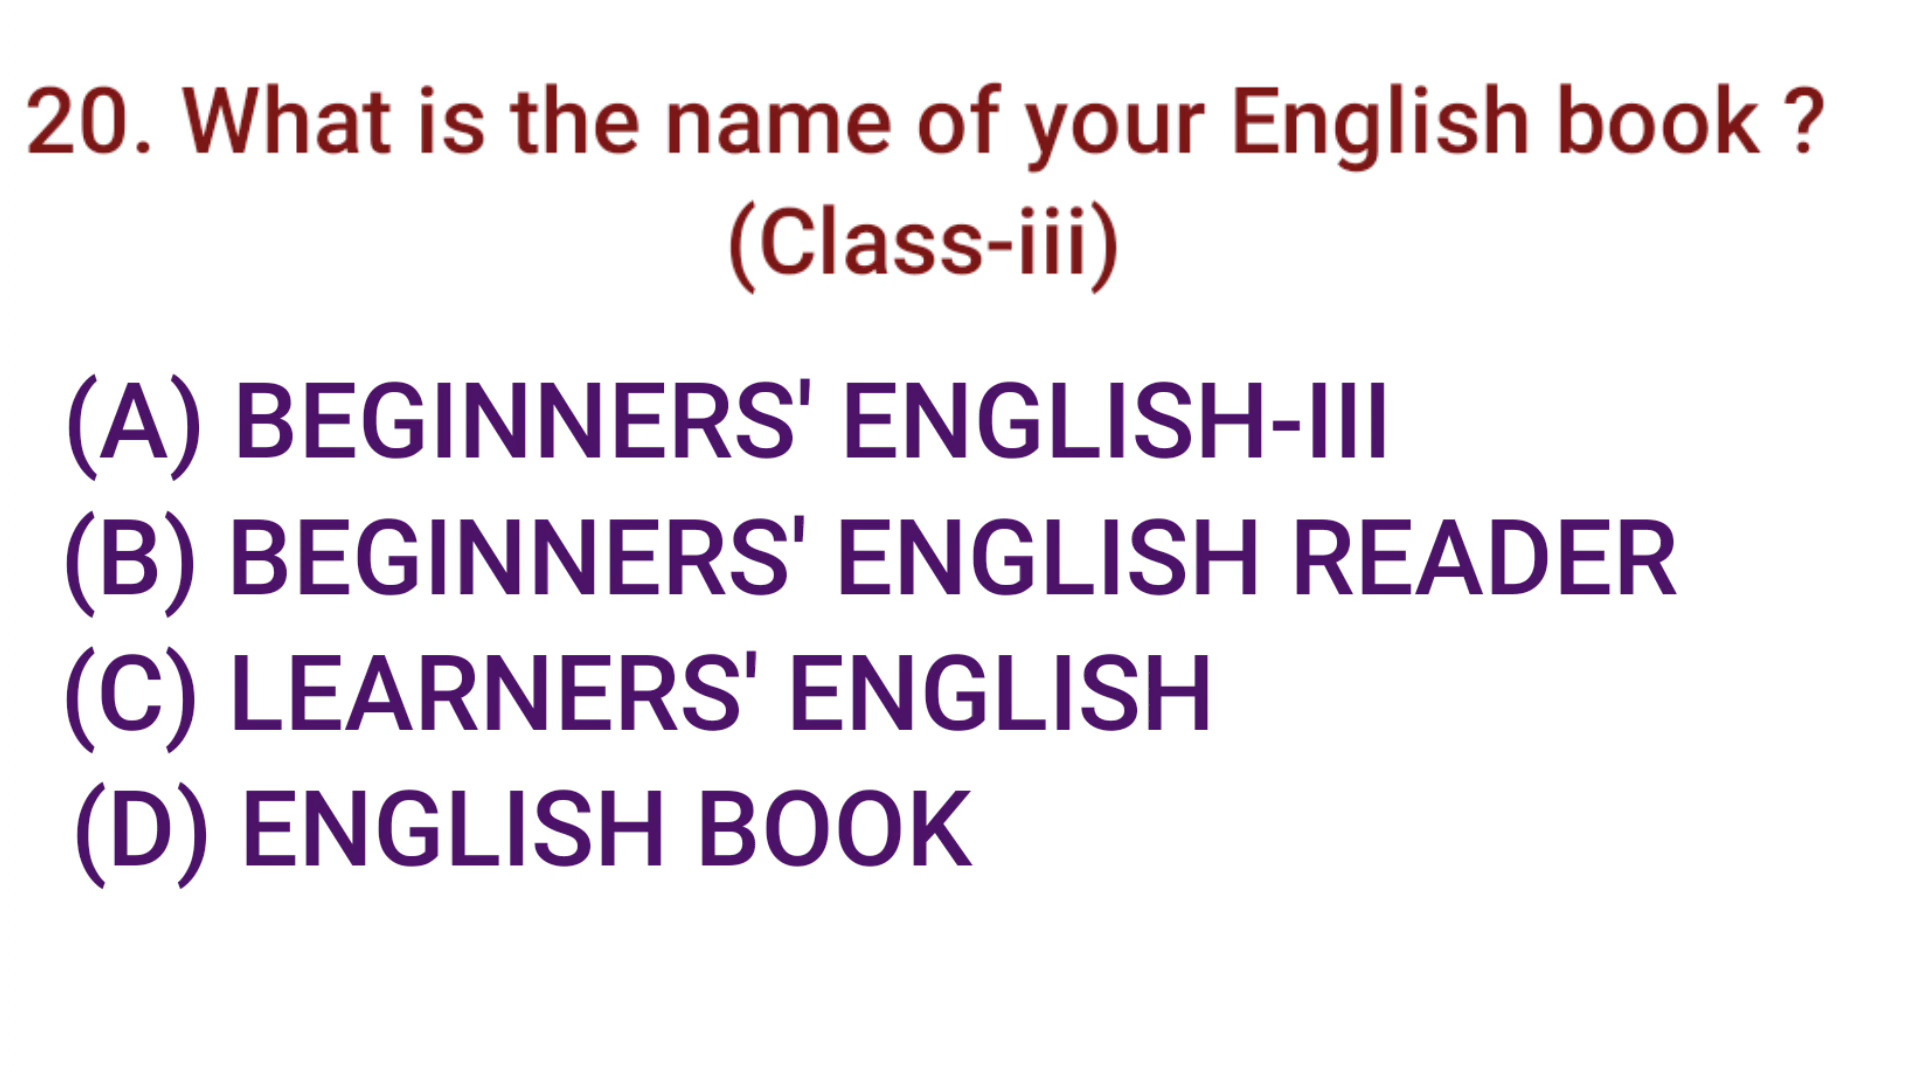 20. What is the name of your English book ?
(Class-iii)
(A) BEGINNERS' ENGLISH-III
(B) BEGINNERS' ENGLISH READER
(C) LEARNERS' ENGLISH
(D) ENGLISH BOOK